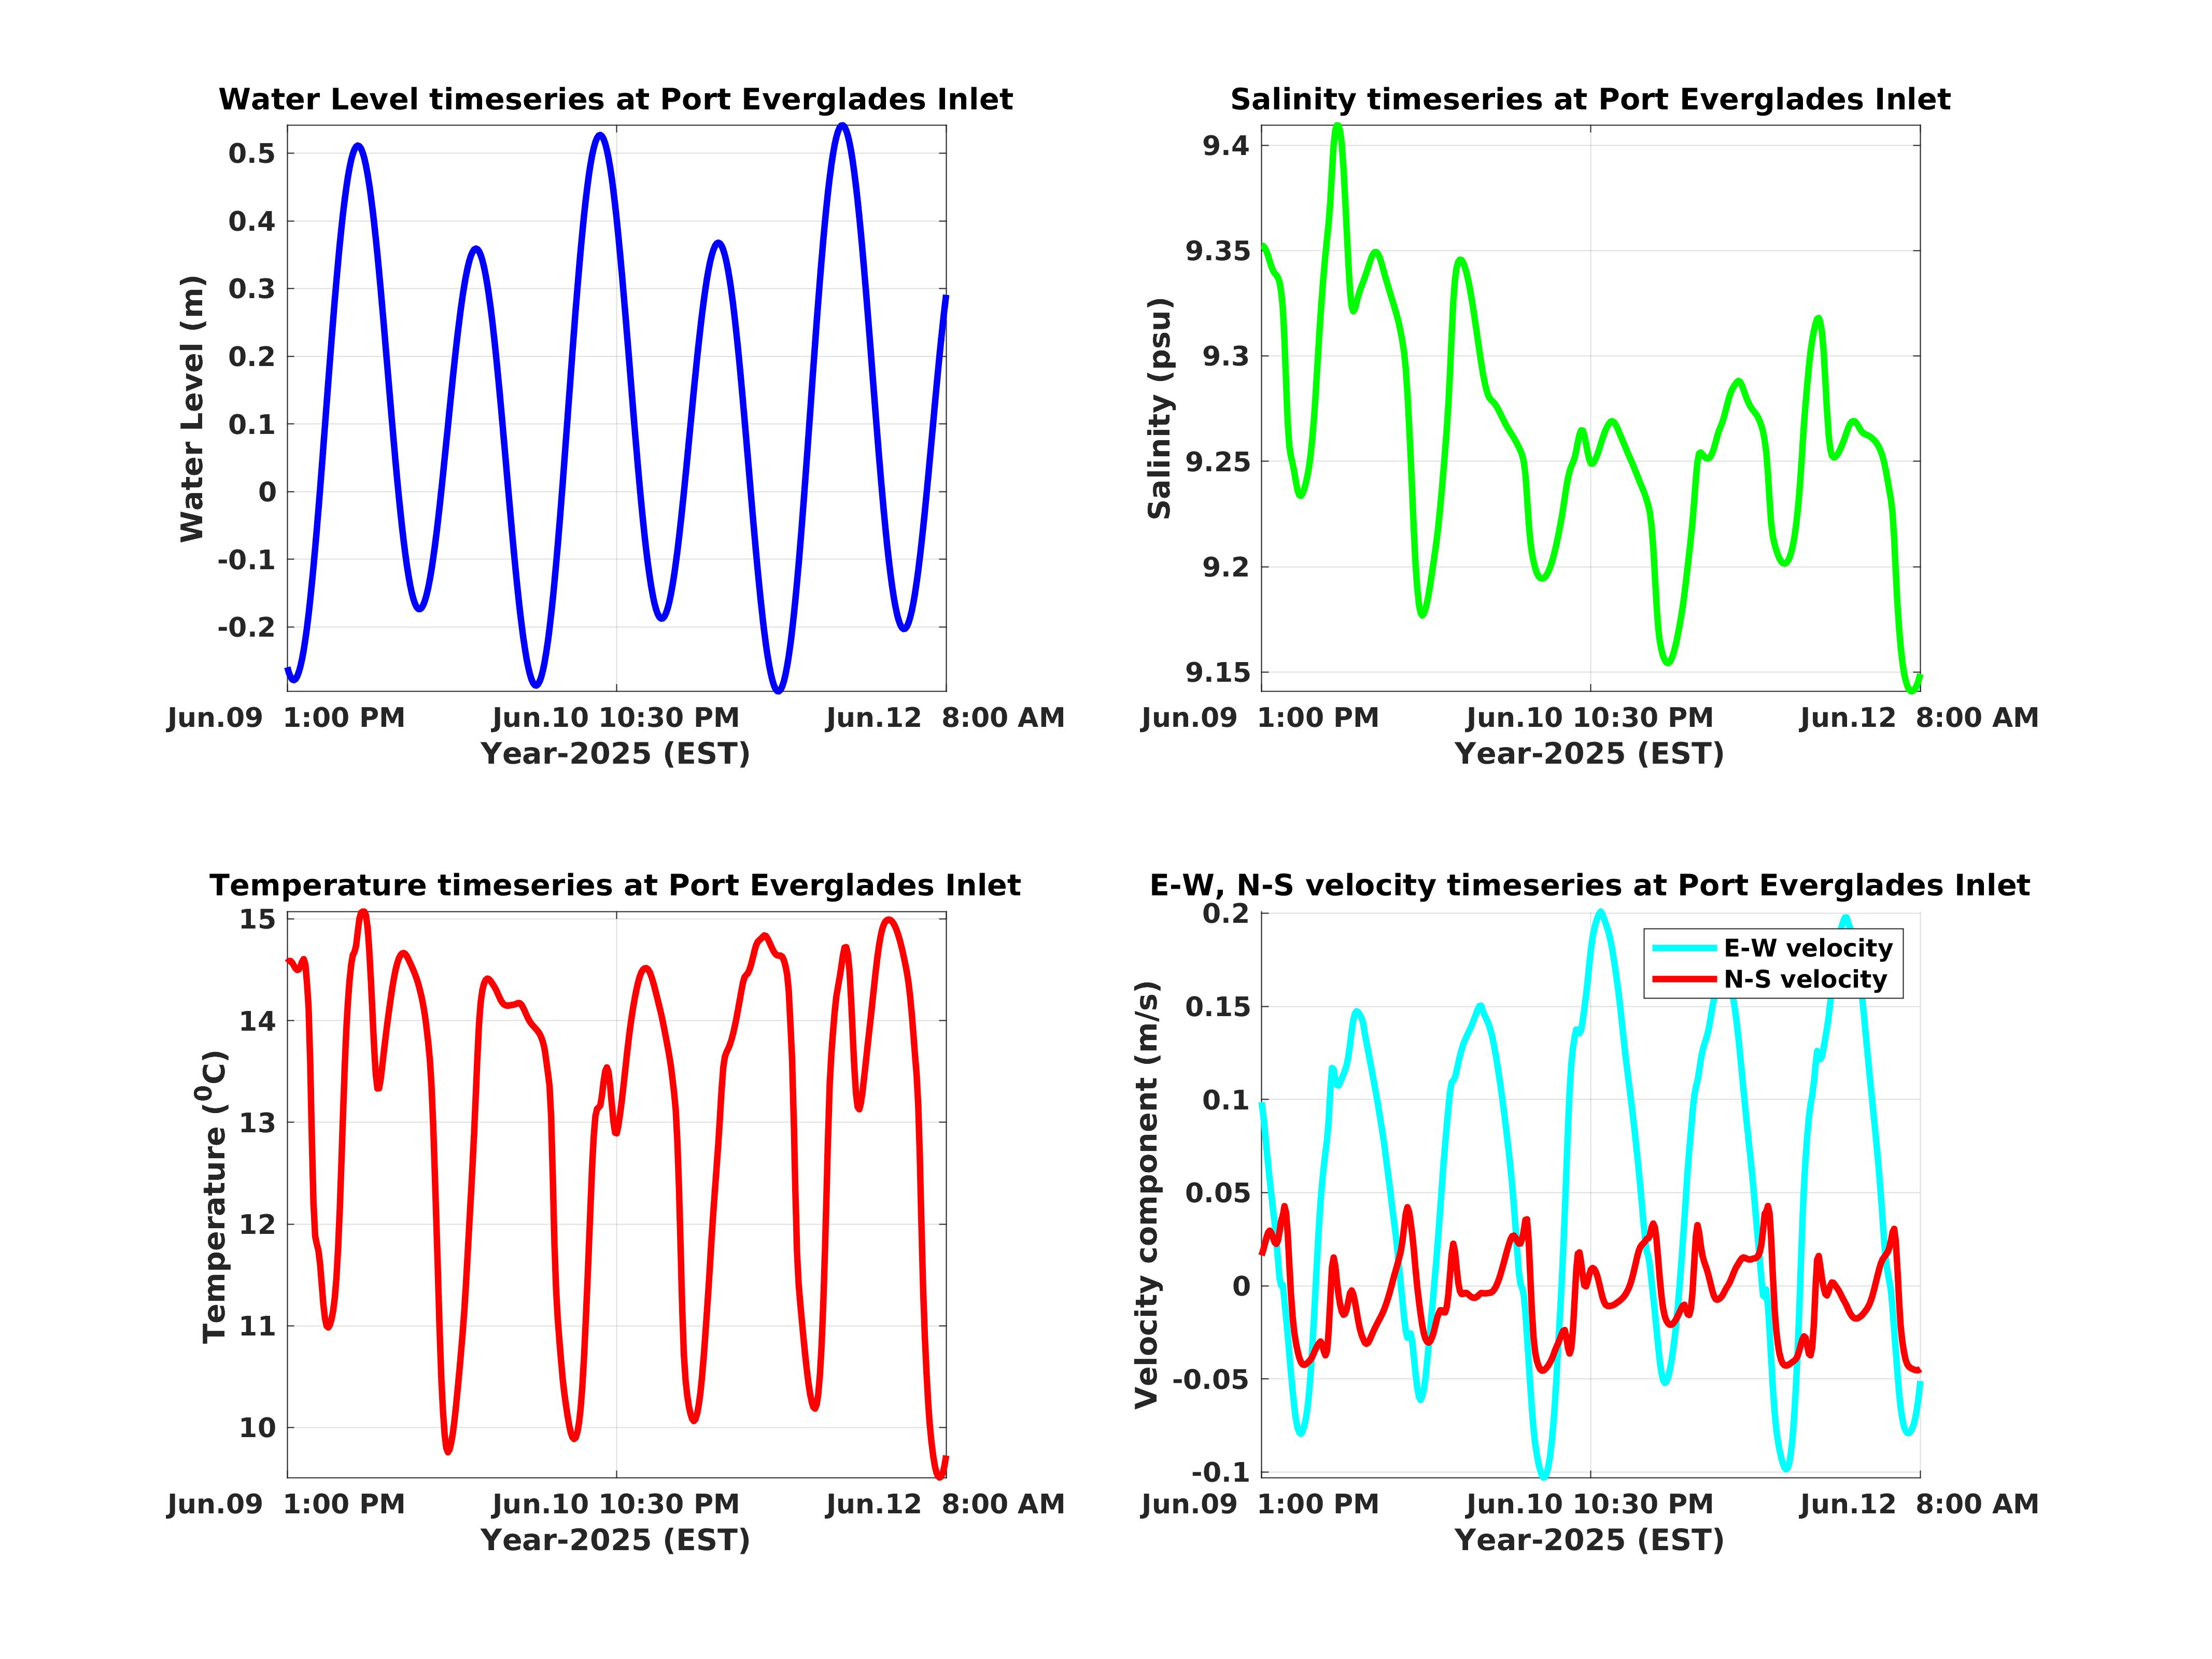 Water Level timeseries at Port Everglades Inlet
Water Level (m)
0.5
0.4
0.3
0.2
0.1
0
-0.1
-0.2
Jun.09 1:00 PM Jun.10 10:30 PM Jun.12 8:00 AM
Year-2025 (EST)
Salinity timeseries at Port Everglades Inlet
Salinity (psu)
9.4
9.35
9.3
9.25
9.2
9.15
Jun.09 1:00 PM Jun.10 10:30 PM Jun.12 8:00 AM
Year-2025 (EST)
Temperature timeseries at Port Everglades Inlet
Temperature (⁰C)
15
14
13
12
11
10
Jun.09 1:00 PM Jun.10 10:30 PM Jun.12 8:00 AM
Year-2025 (EST)
E-W, N-S velocity timeseries at Port Everglades Inlet
Velocity component (m/s)
0.2
0.15
0.1
0.05
0
-0.05
-0.1
E-W velocity
N-S velocity
Jun.09 1:00 PM Jun.10 10:30 PM Jun.12 8:00 AM
Year-2025 (EST)